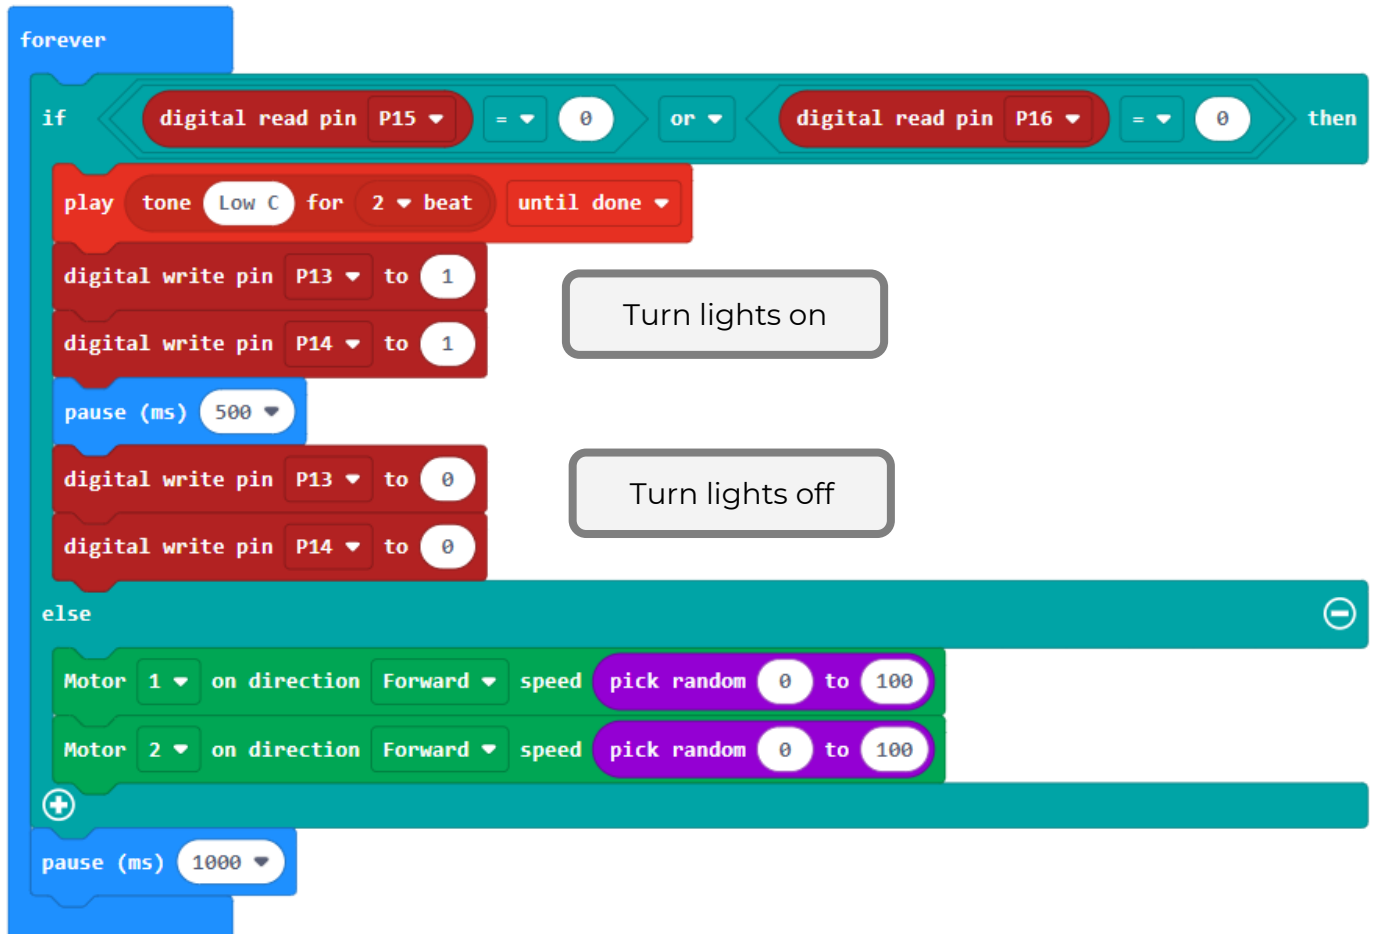 forever
if digital read pin P15 = 0 or digital read pin P16 = 0 then
play tone Low C for 2 beat until done
digital write pin P13 to 1
Turn lights on
digital write pin P14 to 1
pause (ms) 500
digital write pin P13 to 0
Turn lights off
digital write pin P14 to 0
else
Motor 1 on direction Forward speed pick random 0 to 100
Motor 2 on direction Forward speed pick random 0 to 100
pause (ms) 1000